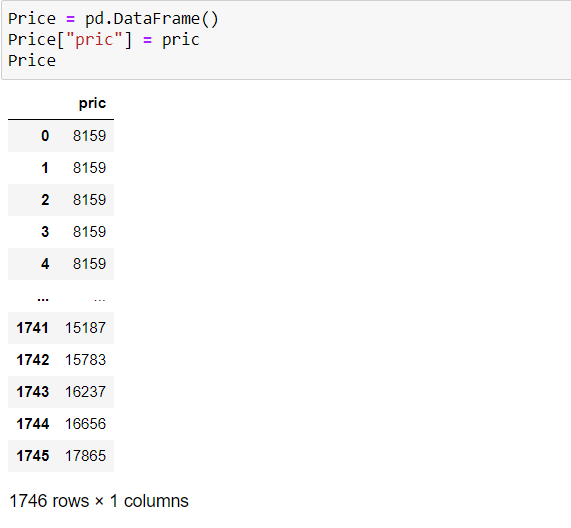 Price = pd.DataFrame()
Price["pric"] = pric
Price
pric
0 8159
1 8159
2 8159
3 8159
4 8159
... ...
1741 15187
1742 15783
1743 16237
1744 16656
1745 17865
1746 rows × 1 columns